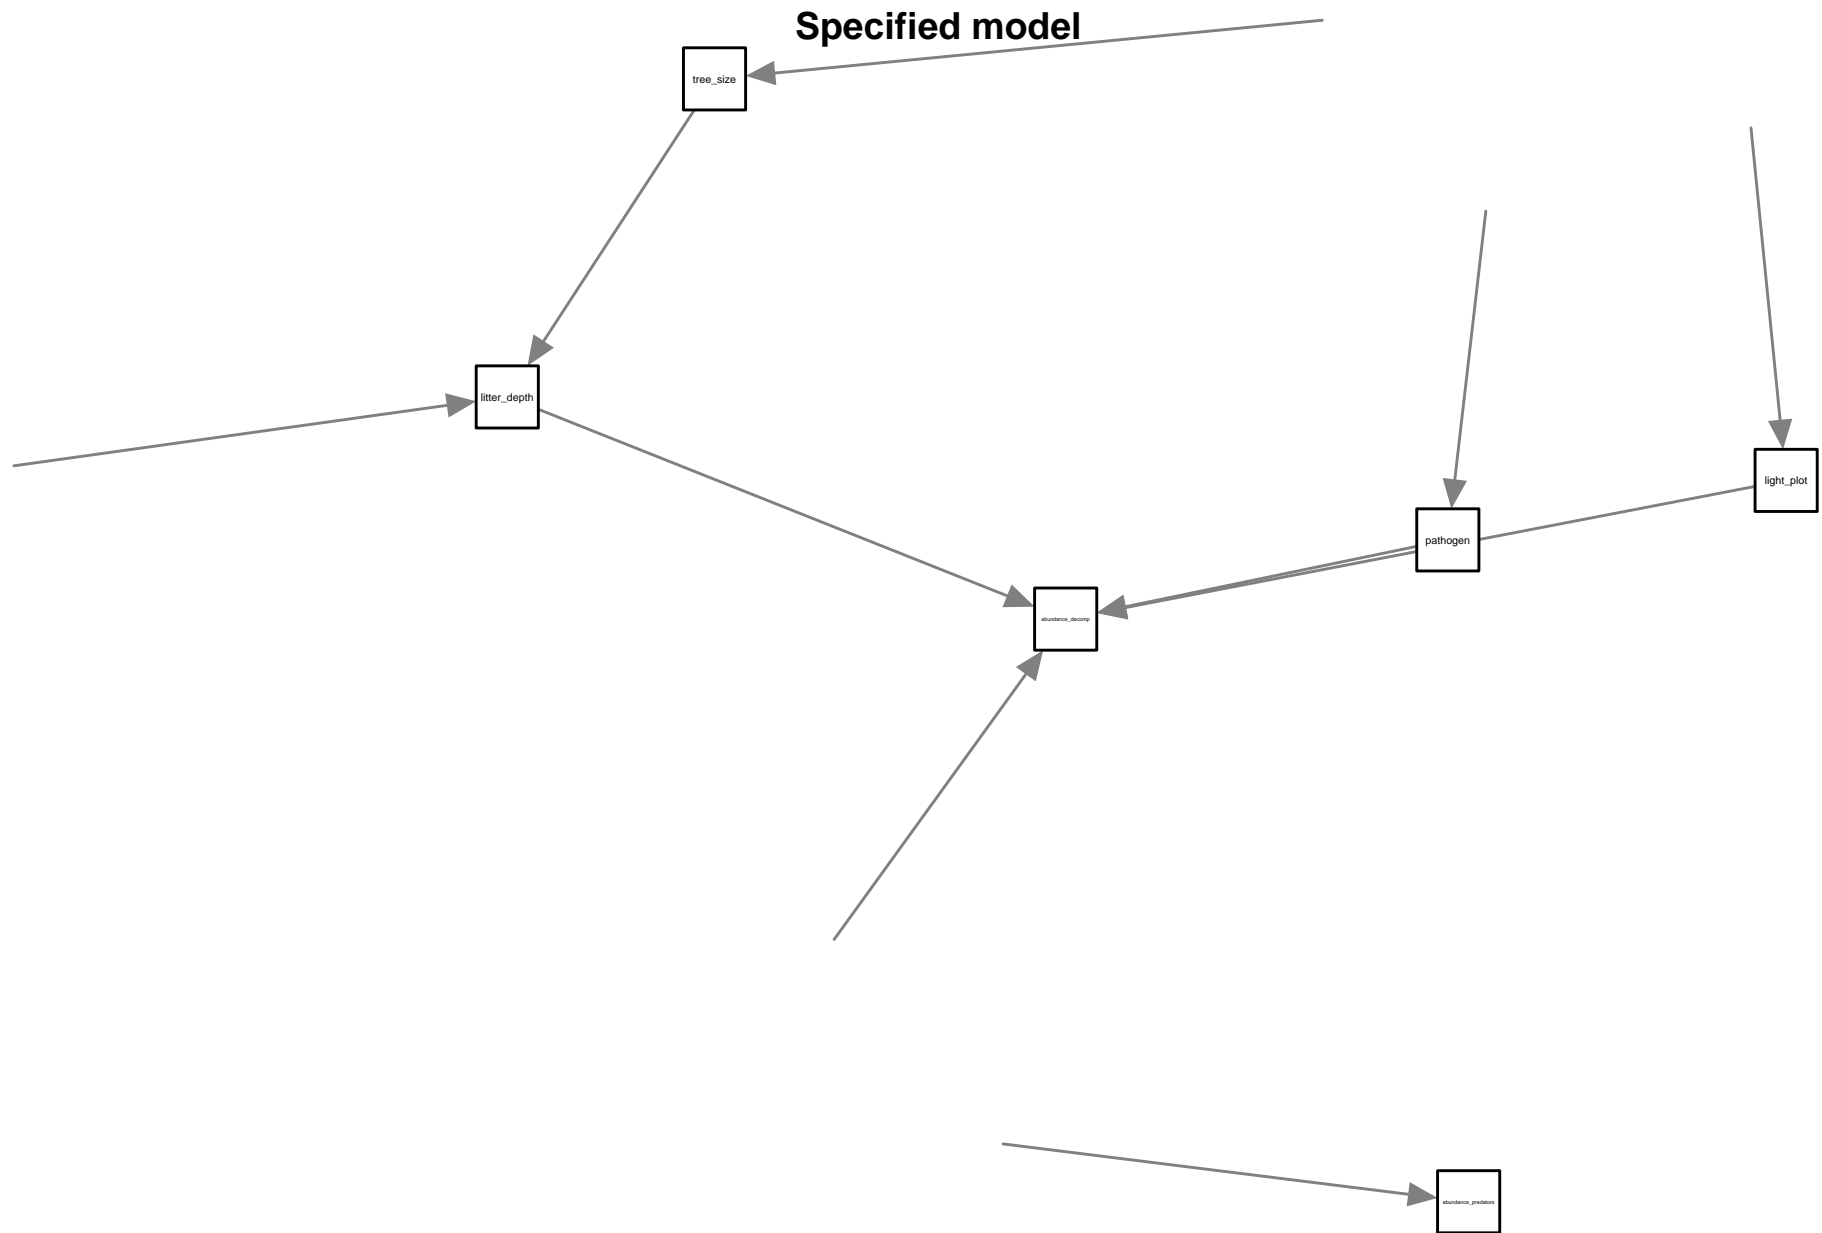 Specified model
tree_size
litter_depth
light_plot
pathogen
abundance_decomp
abundance_predators